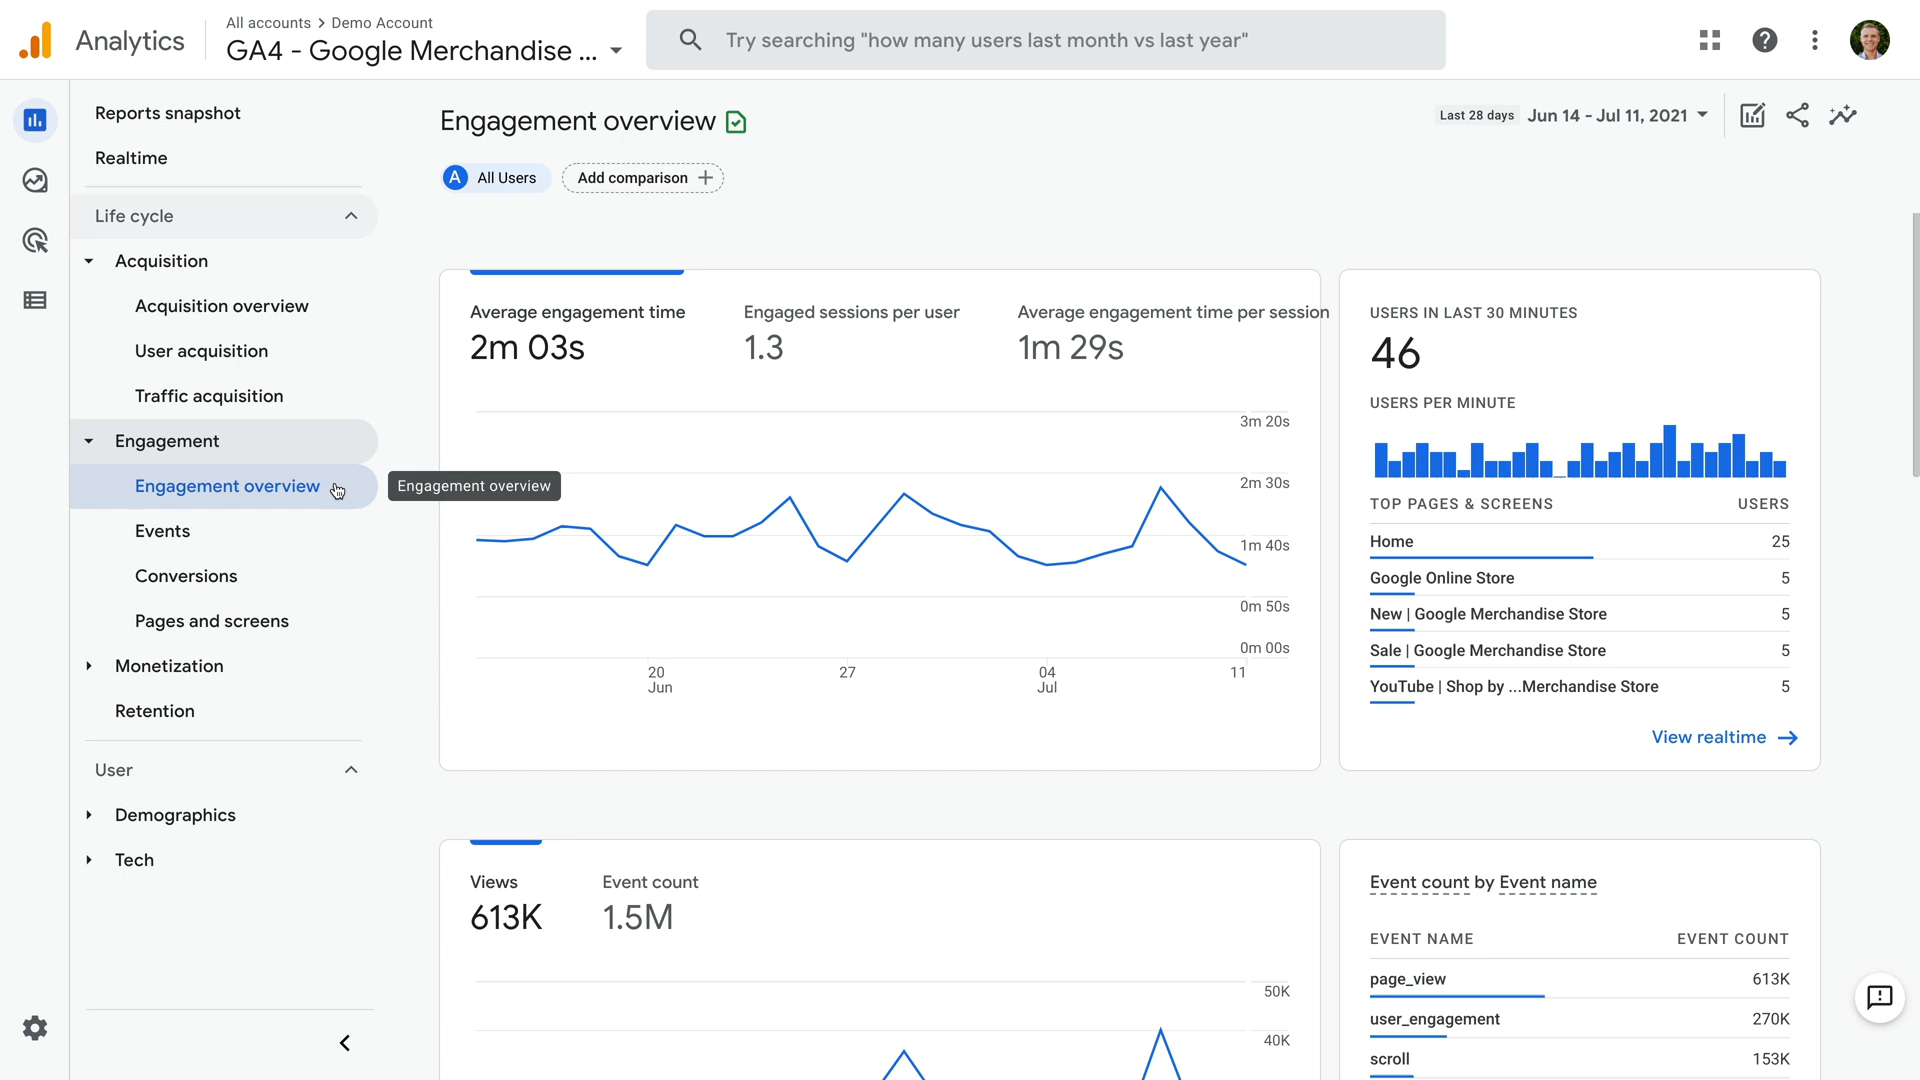 Analytics
All accounts > Demo Account
GA4 - Google Merchandise ...
Try searching "how many users last month vs last year"
Reports snapshot
Realtime
Life cycle
Acquisition
Acquisition overview
User acquisition
Traffic acquisition
Engagement
Engagement overview
Events
Conversions
Pages and screens
Monetization
Retention
User
Demographics
Tech
Engagement overview
Engagement overview
Last 28 days Jun 14 - Jul 11, 2021
A All Users
Add comparison +
Average engagement time
2m 03s
Engaged sessions per user
1.3
Average engagement time per session
1m 29s
3m 20s
2m 30s
1m 40s
0m 50s
0m 00s
20
Jun
27
04
Jul
11
USERS IN LAST 30 MINUTES
46
USERS PER MINUTE
TOP PAGES & SCREENS USERS
Home 25
Google Online Store 5
New | Google Merchandise Store 5
Sale | Google Merchandise Store 5
YouTube | Shop by ...Merchandise Store 5
View realtime
Views
613K
Event count
1.5M
50K
40K
Event count by Event name
EVENT NAME EVENT COUNT
page_view 613K
user_engagement 270K
scroll 153K